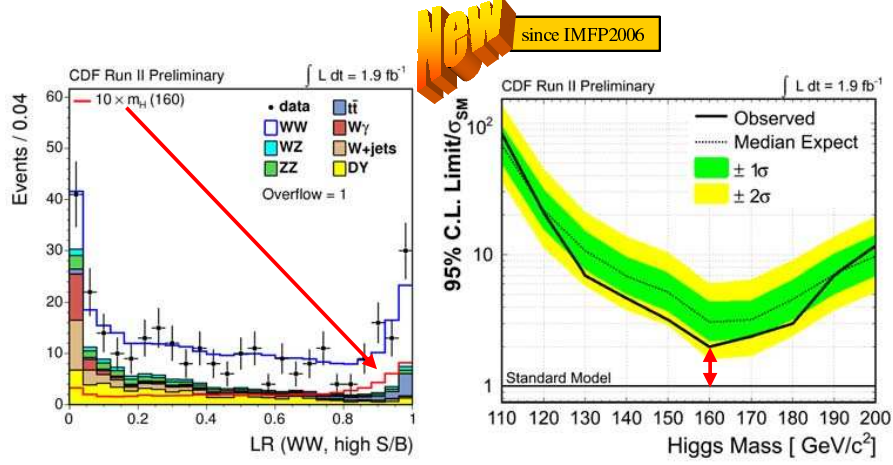 New
since IMFP2006
CDF Run II Preliminary
∫ L dt = 1.9 fb⁻¹
10 × m_H (160)
data
WW
WZ
ZZ
tt̄
Wγ
W+jets
DY
Overflow = 1
Events / 0.04
60
50
40
30
20
10
0
0 0.2 0.4 0.6 0.8 1
LR (WW, high S/B)
CDF Run II Preliminary
∫ L dt = 1.9 fb⁻¹
Observed
Median Expect
± 1σ
± 2σ
95% C.L. Limit/σ_SM
10²
10
1
Standard Model
110 120 130 140 150 160 170 180 190 200
Higgs Mass [ GeV/c² ]